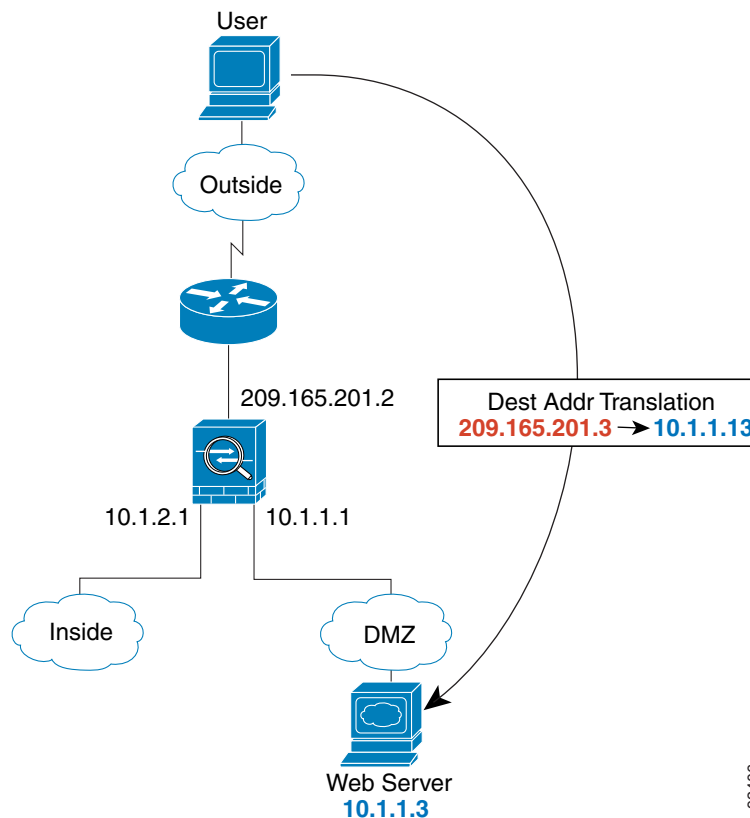 User
Outside
209.165.201.2
Dest Addr Translation
209.165.201.3 10.1.1.13
10.1.2.1 10.1.1.1
Inside
DMZ
Web Server
10.1.1.3